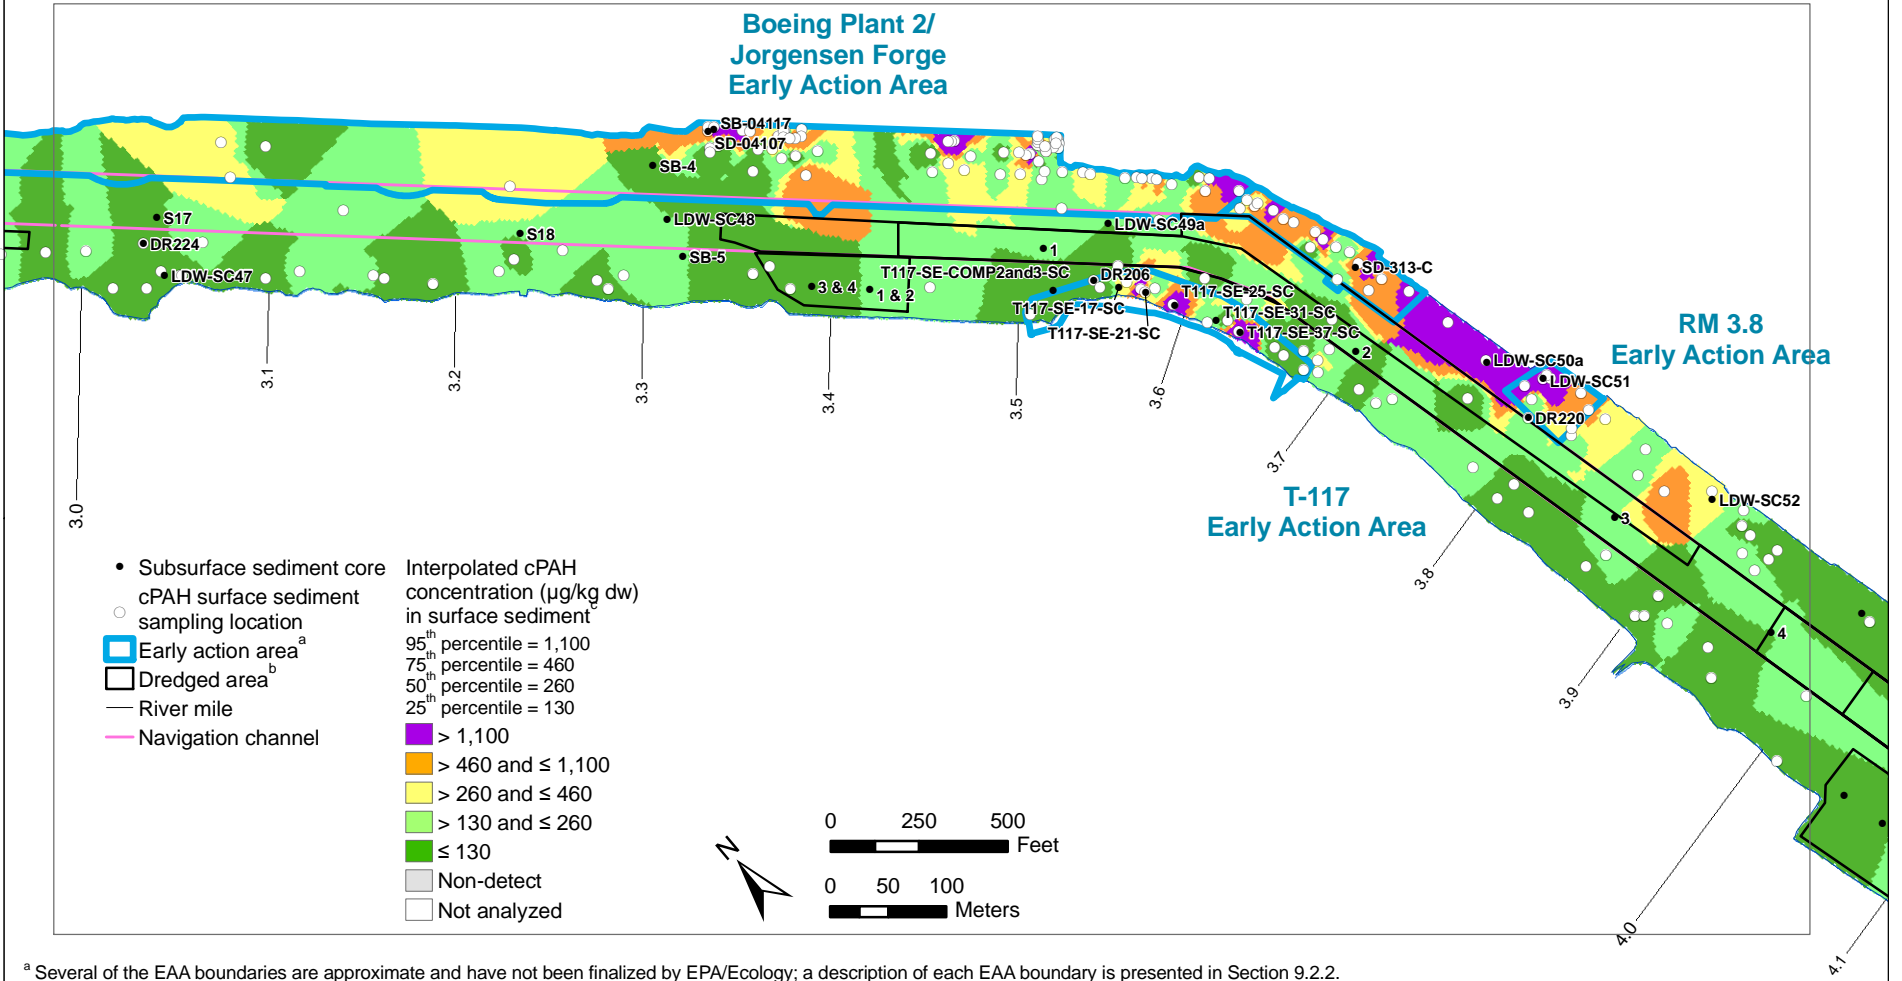 Boeing Plant 2/
Jorgensen Forge
Early Action Area
SB-04117
SD-04107
SB-4
S17
DR224
LDW-SC47
S18
LDW-SC48
SB-5
LDW-SC49a
1
T117-SE-COMP2and3-SC
DR206
3 & 4
1 & 2
T117-SE-17-SC
T117-SE-21-SC
T117-SE-25-SC
T117-SE-31-SC
T117-SE-37-SC
SD-313-C
2
RM 3.8
Early Action Area
LDW-SC50a
LDW-SC51
DR220
LDW-SC52
3
4
T-117
Early Action Area
3.0
3.1
3.2
3.3
3.4
3.5
3.6
3.7
3.8
3.9
4.0
4.1
Subsurface sediment core
cPAH surface sediment
sampling location
Early action area a
Dredged area b
River mile
Navigation channel
Interpolated cPAH
concentration (µg/kg dw)
in surface sediment c
95th percentile = 1,100
75th percentile = 460
50th percentile = 260
25th percentile = 130
> 1,100
> 460 and ≤ 1,100
> 260 and ≤ 460
> 130 and ≤ 260
≤ 130
Non-detect
Not analyzed
N
0 250 500
Feet
0 50 100
Meters
a Several of the EAA boundaries are approximate and have not been finalized by EPA/Ecology; a description of each EAA boundary is presented in Section 9.2.2.